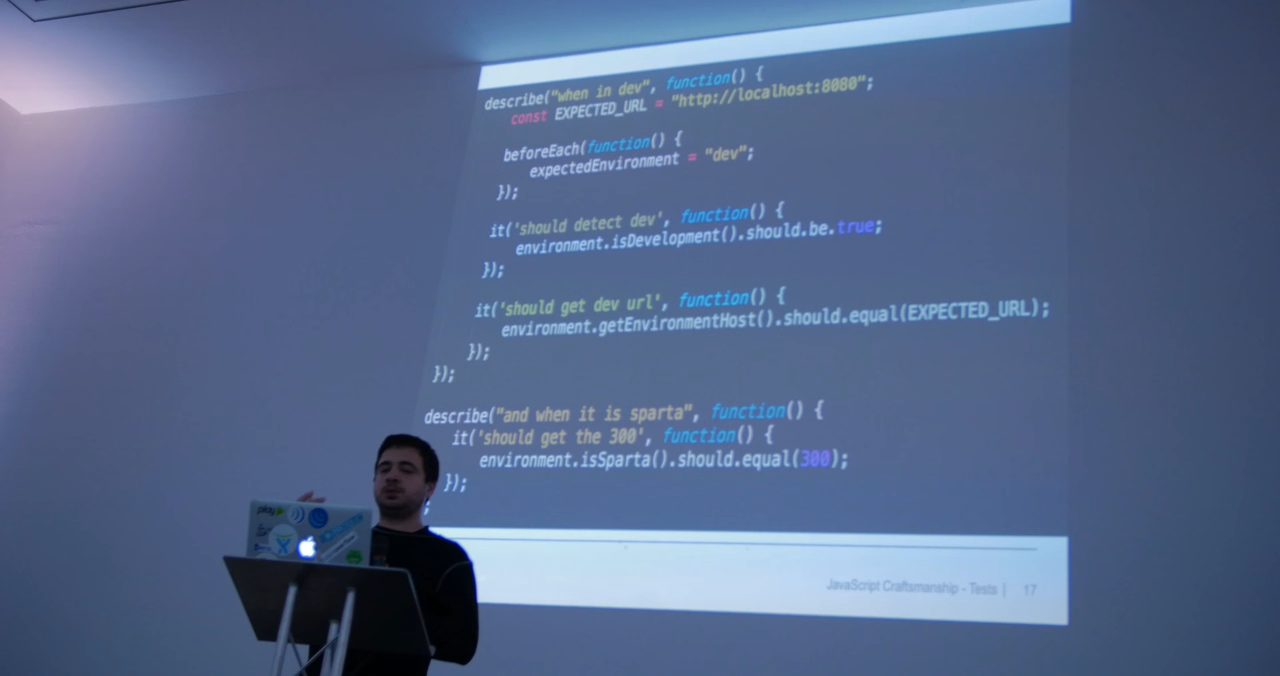 describe("when in dev", function() {
const EXPECTED_URL = "http://localhost:8080";
beforeEach(function() {
expectedEnvironment = "dev";
});
it('should detect dev', function() {
environment.isDevelopment().should.be.true;
});
it('should get dev url', function() {
environment.getEnvironmentHost().should.equal(EXPECTED_URL);
});
});
describe("and when it is sparta", function() {
it('should get the 300', function() {
environment.isSparta().should.equal(300);
});
;
play
JavaScript Craftsmanship - Tests | 17